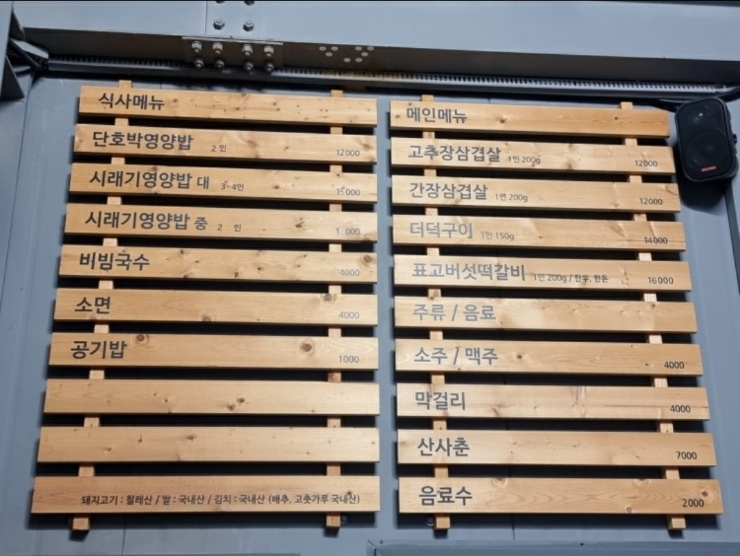 식사메뉴
단호박영양밥 2인 12000
시래기영양밥 대 3~4인 15000
시래기영양밥 중 2 인
비빔국수 4000
소면 4000
공기밥 1000
돼지고기 : 칠레산 / 쌀 : 국내산 / 김치 : 국내산 (배추, 고춧가루 국내산)
메인메뉴
고추장삼겹살 1인 200g 12000
간장삼겹살 1인 200g 12000
더덕구이 1인 150g 14000
표고버섯떡갈비 1인 200g / 한우, 한돈 16000
주류 / 음료
소주 / 맥주 4000
막걸리 4000
산사춘 7000
음료수 2000